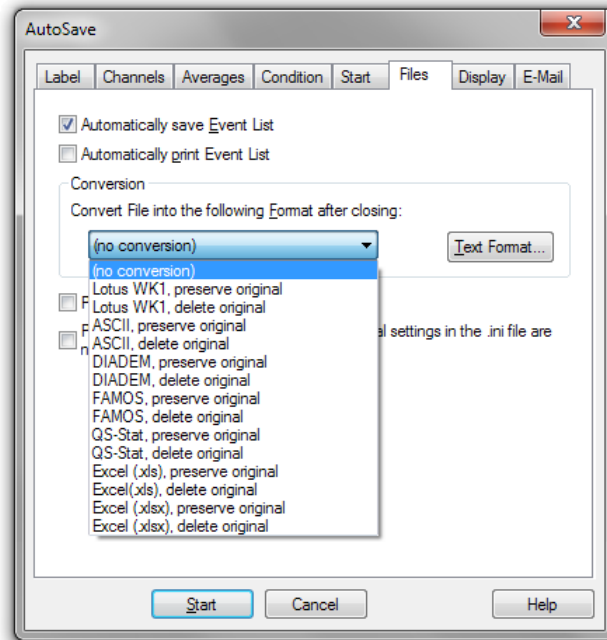 AutoSave
Label Channels Averages Condition Start Files Display E-Mail
Automatically save Event List
Automatically print Event List
Conversion
Convert File into the following Format after closing:
(no conversion)
Text Format...
(no conversion)
Lotus WK1, preserve original
Lotus WK1, delete original
ASCII, preserve original
ASCII, delete original
DIADEM, preserve original
DIADEM, delete original
FAMOS, preserve original
FAMOS, delete original
QS-Stat, preserve original
QS-Stat, delete original
Excel (.xls), preserve original
Excel(.xls), delete original
Excel (.xlsx), preserve original
Excel (.xlsx), delete original
settings in the .ini file are
Start Cancel Help